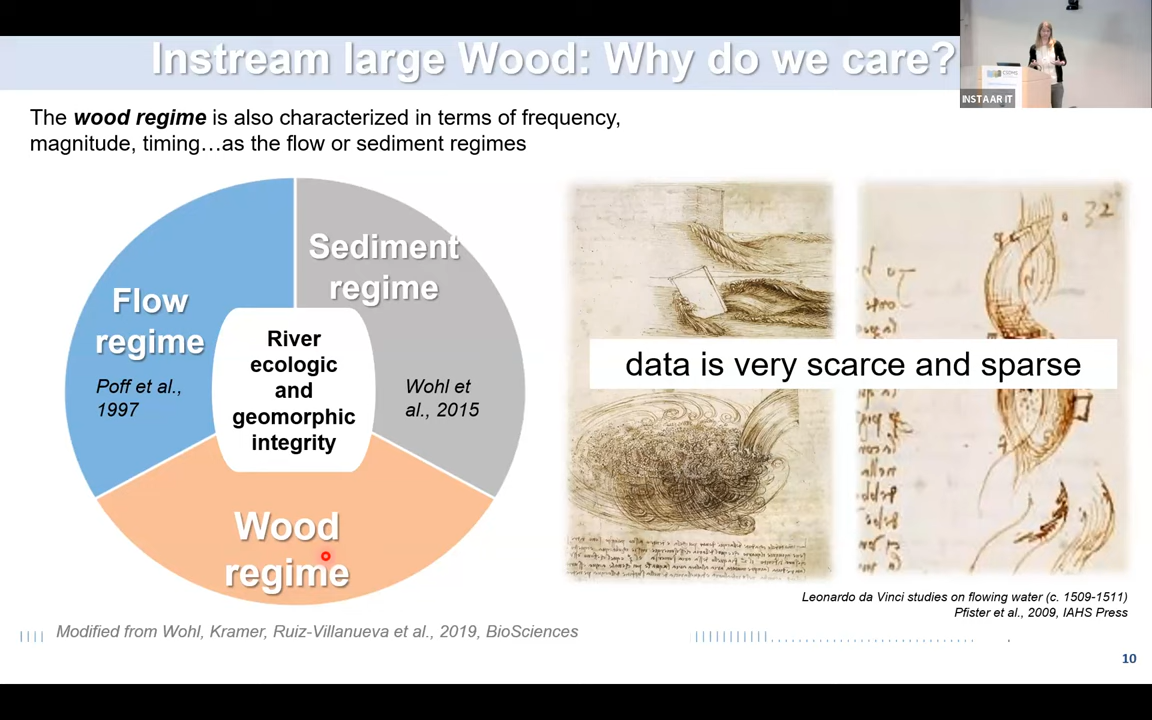 Instream large Wood: Why do we care?
INSTAAR IT
The wood regime is also characterized in terms of frequency,
magnitude, timing…as the flow or sediment regimes
Flow
regime
Poff et al.,
1997
Sediment
regime
Wohl et
al., 2015
River
ecologic
and
geomorphic
integrity
Wood
regime
32
data is very scarce and sparse
Leonardo da Vinci studies on flowing water (c. 1509-1511)
Pfister et al., 2009, IAHS Press
Modified from Wohl, Kramer, Ruiz-Villanueva et al., 2019, BioSciences
10